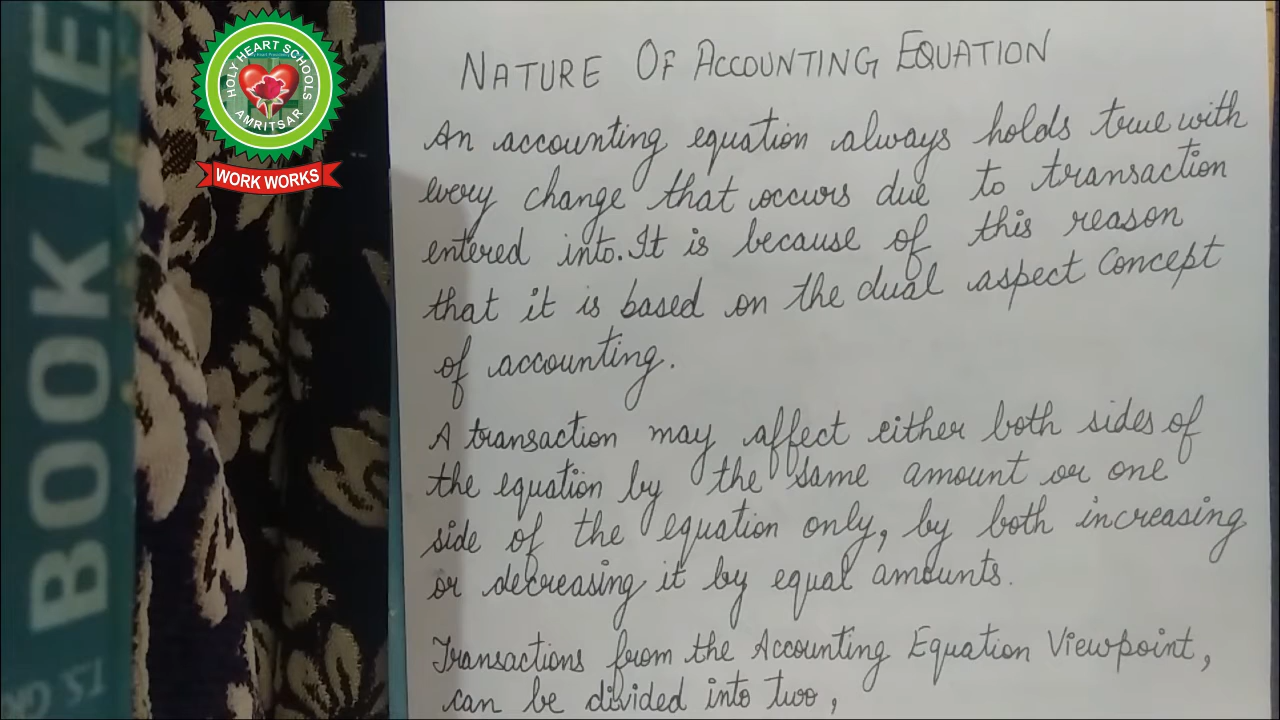 HOLY HEART SCHOOLS
AMRITSAR
WORK WORKS
BOOK KE
NATURE OF ACCOUNTING EQUATION
An accounting equation always holds true with
every change that occurs due to transaction
entered into. It is because of this reason
that it is based on the dual aspect Concept
of accounting.
A transaction may affect either both sides of
the equation by the same amount or one
side of the equation only, by both increasing
or decreasing it by equal amounts.
Transactions from the Accounting Equation Viewpoint,
can be divided into two,